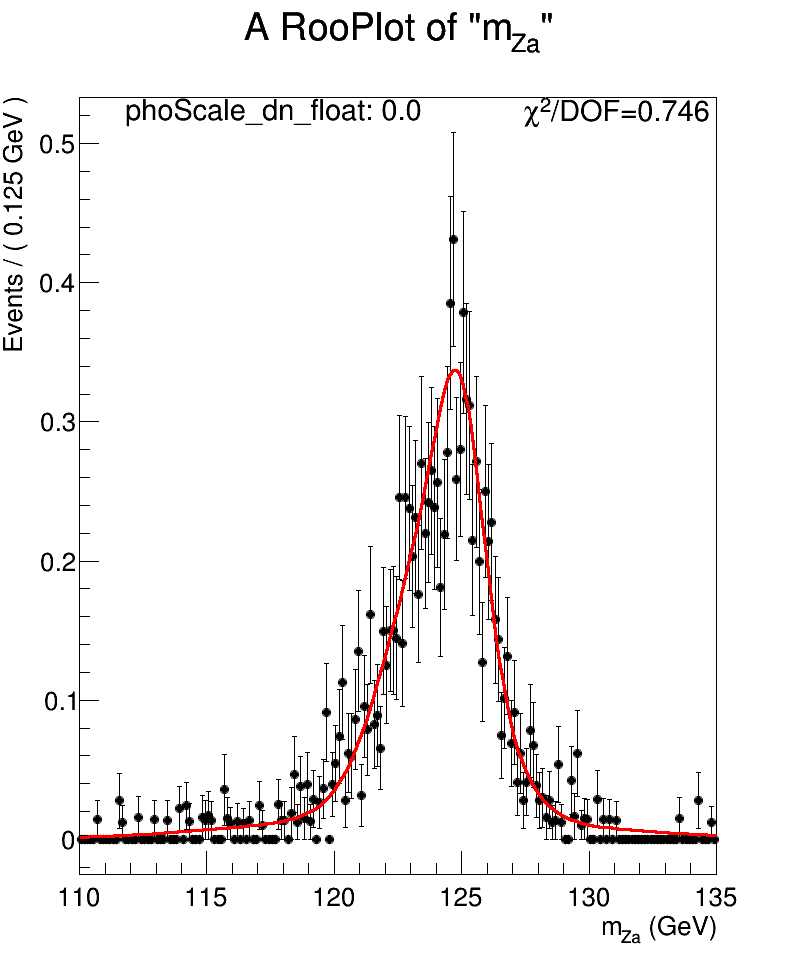 A RooPlot of "m_Za"
phoScale_dn_float: 0.0
χ²/DOF=0.746
Events / ( 0.125 GeV )
0.5
0.4
0.3
0.2
0.1
0
110
115
120
125
130
135
m_Za (GeV)